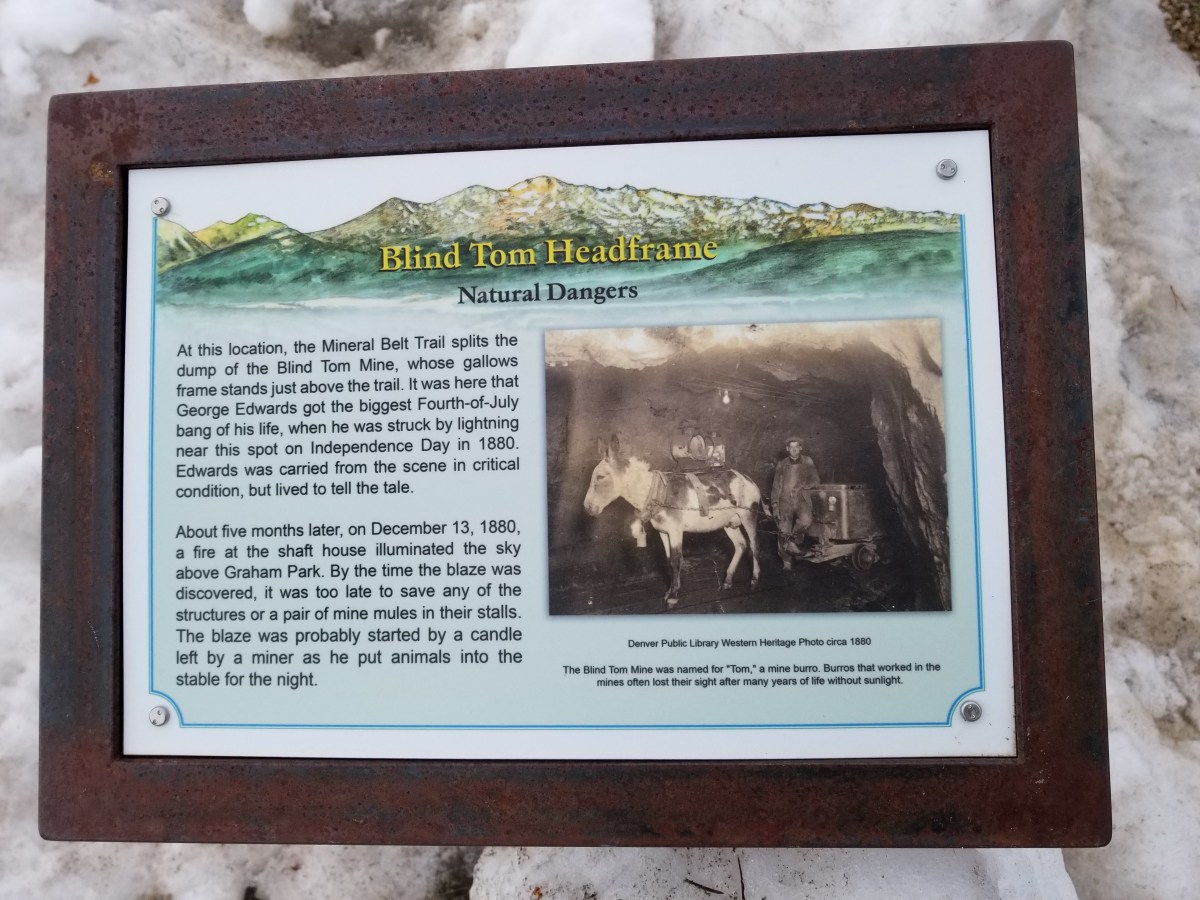 Blind Tom Headframe
Natural Dangers
At this location, the Mineral Belt Trail splits the
dump of the Blind Tom Mine, whose gallows
frame stands just above the trail. It was here that
George Edwards got the biggest Fourth-of-July
bang of his life, when he was struck by lightning
near this spot on Independence Day in 1880.
Edwards was carried from the scene in critical
condition, but lived to tell the tale.
About five months later, on December 13, 1880,
a fire at the shaft house illuminated the sky
above Graham Park. By the time the blaze was
discovered, it was too late to save any of the
structures or a pair of mine mules in their stalls.
The blaze was probably started by a candle
left by a miner as he put animals into the
stable for the night.
Denver Public Library Western Heritage Photo circa 1880
The Blind Tom Mine was named for "Tom," a mine burro. Burros that worked in the
mines often lost their sight after many years of life without sunlight.